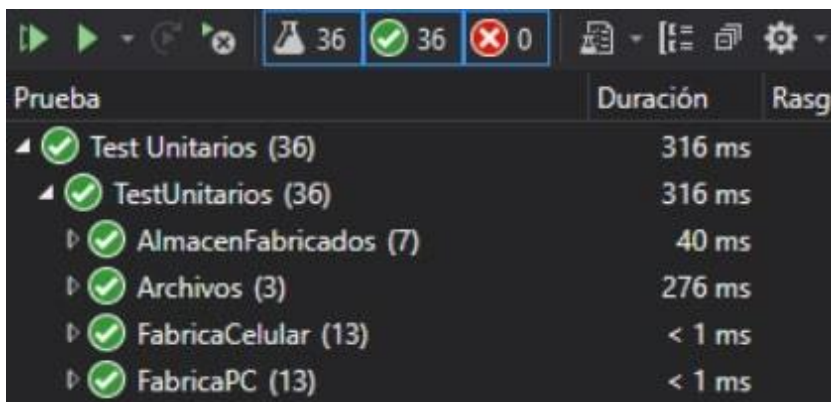 36 36 0
Prueba Duración Rasg
Test Unitarios (36) 316 ms
TestUnitarios (36) 316 ms
AlmacenFabricados (7) 40 ms
Archivos (3) 276 ms
FabricaCelular (13) < 1 ms
FabricaPC (13) < 1 ms